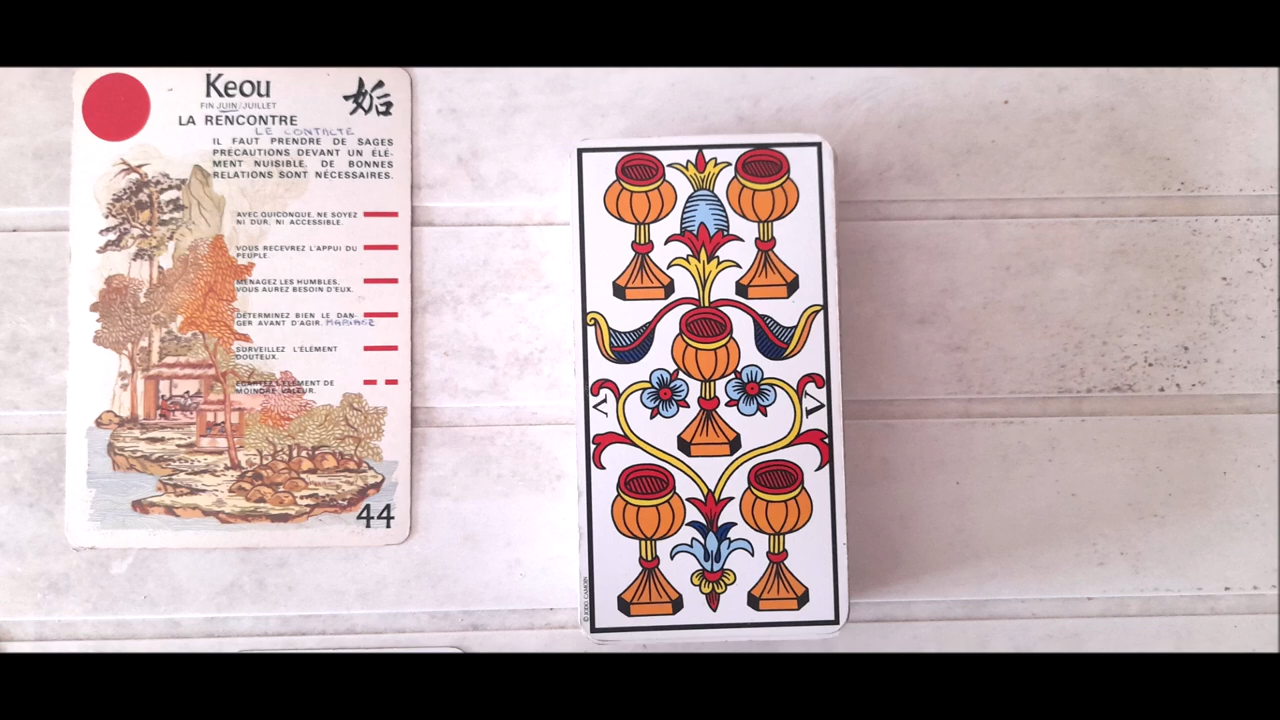 Keou
姤
FIN JUIN/JUILLET
LA RENCONTRE
LE CONTACTE
IL FAUT PRENDRE DE SAGES
PRÉCAUTIONS DEVANT UN ÉLÉ-
MENT NUISIBLE. DE BONNES
RELATIONS SONT NÉCESSAIRES.
AVEC QUICONQUE, NE SOYEZ
NI DUR, NI ACCESSIBLE.
VOUS RECEVREZ L'APPUI DU
PEUPLE.
MÉNAGEZ LES HUMBLES,
VOUS AUREZ BESOIN D'EUX.
DÉTERMINEZ BIEN LE DAN-
GER AVANT D'AGIR. MARIAGE
SURVEILLEZ L'ÉLÉMENT
DOUTEUX.
ÉCARTEZ L'ÉLÉMENT DE
MOINDRE VALEUR.
44
V
V
© JODO. CAMOIN